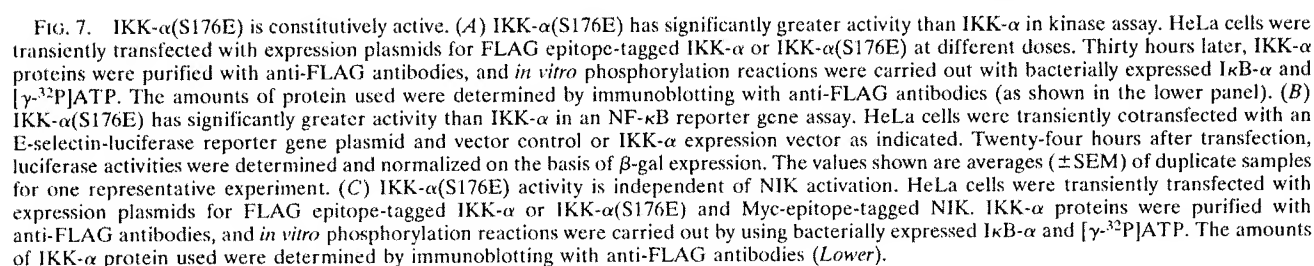 FIG. 7. IKK-α(S176E) is constitutively active. (A) IKK-α(S176E) has significantly greater activity than IKK-α in kinase assay. HeLa cells were
transiently transfected with expression plasmids for FLAG epitope-tagged IKK-α or IKK-α(S176E) at different doses. Thirty hours later, IKK-α
proteins were purified with anti-FLAG antibodies, and in vitro phosphorylation reactions were carried out with bacterially expressed IκB-α and
[γ-³²P]ATP. The amounts of protein used were determined by immunoblotting with anti-FLAG antibodies (as shown in the lower panel). (B)
IKK-α(S176E) has significantly greater activity than IKK-α in an NF-κB reporter gene assay. HeLa cells were transiently cotransfected with an
E-selectin-luciferase reporter gene plasmid and vector control or IKK-α expression vector as indicated. Twenty-four hours after transfection,
luciferase activities were determined and normalized on the basis of β-gal expression. The values shown are averages (±SEM) of duplicate samples
for one representative experiment. (C) IKK-α(S176E) activity is independent of NIK activation. HeLa cells were transiently transfected with
expression plasmids for FLAG epitope-tagged IKK-α or IKK-α(S176E) and Myc-epitope-tagged NIK. IKK-α proteins were purified with
anti-FLAG antibodies, and in vitro phosphorylation reactions were carried out by using bacterially expressed IκB-α and [γ-³²P]ATP. The amounts
of IKK-α protein used were determined by immunoblotting with anti-FLAG antibodies (Lower).